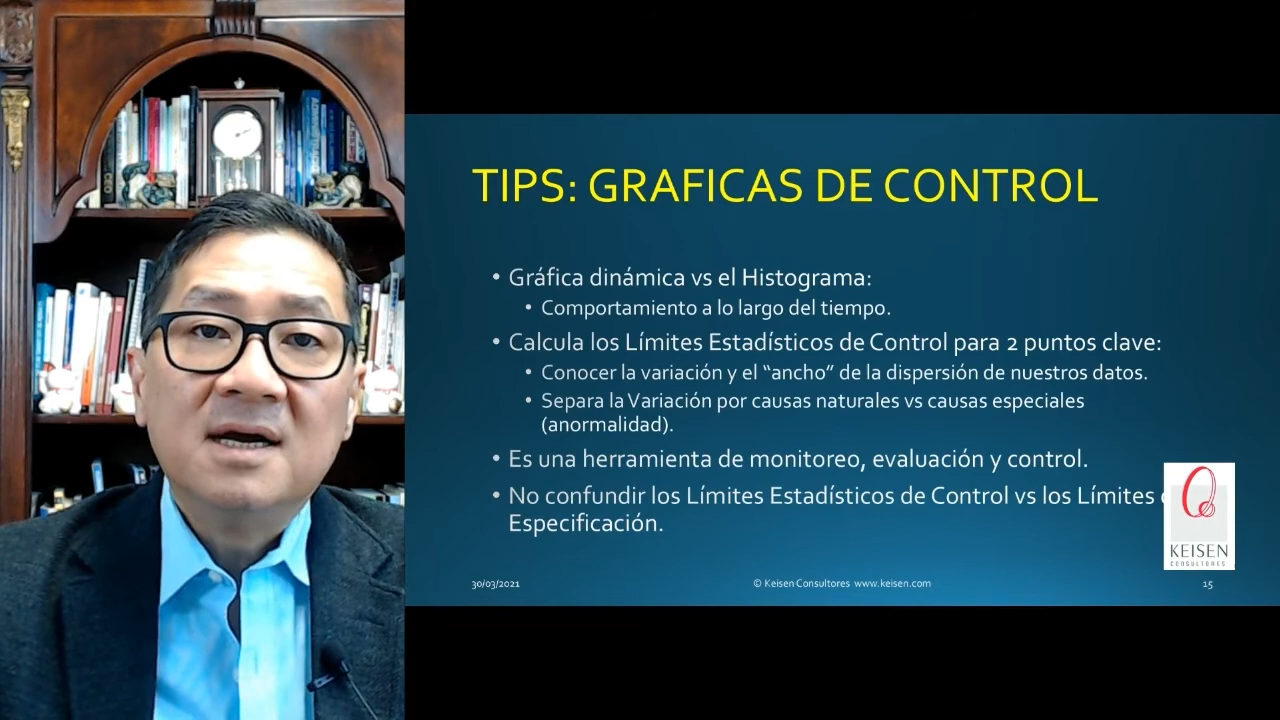 TIPS: GRAFICAS DE CONTROL
• Gráfica dinámica vs el Histograma:
• Comportamiento a lo largo del tiempo.
• Calcula los Límites Estadísticos de Control para 2 puntos clave:
• Conocer la variación y el “ancho” de la dispersión de nuestros datos.
• Separa la Variación por causas naturales vs causas especiales
(anormalidad).
• Es una herramienta de monitoreo, evaluación y control.
• No confundir los Límites Estadísticos de Control vs los Límites
Especificación.
KEISEN
CONSULTORES
30/03/2021
© Keisen Consultores www.keisen.com
15